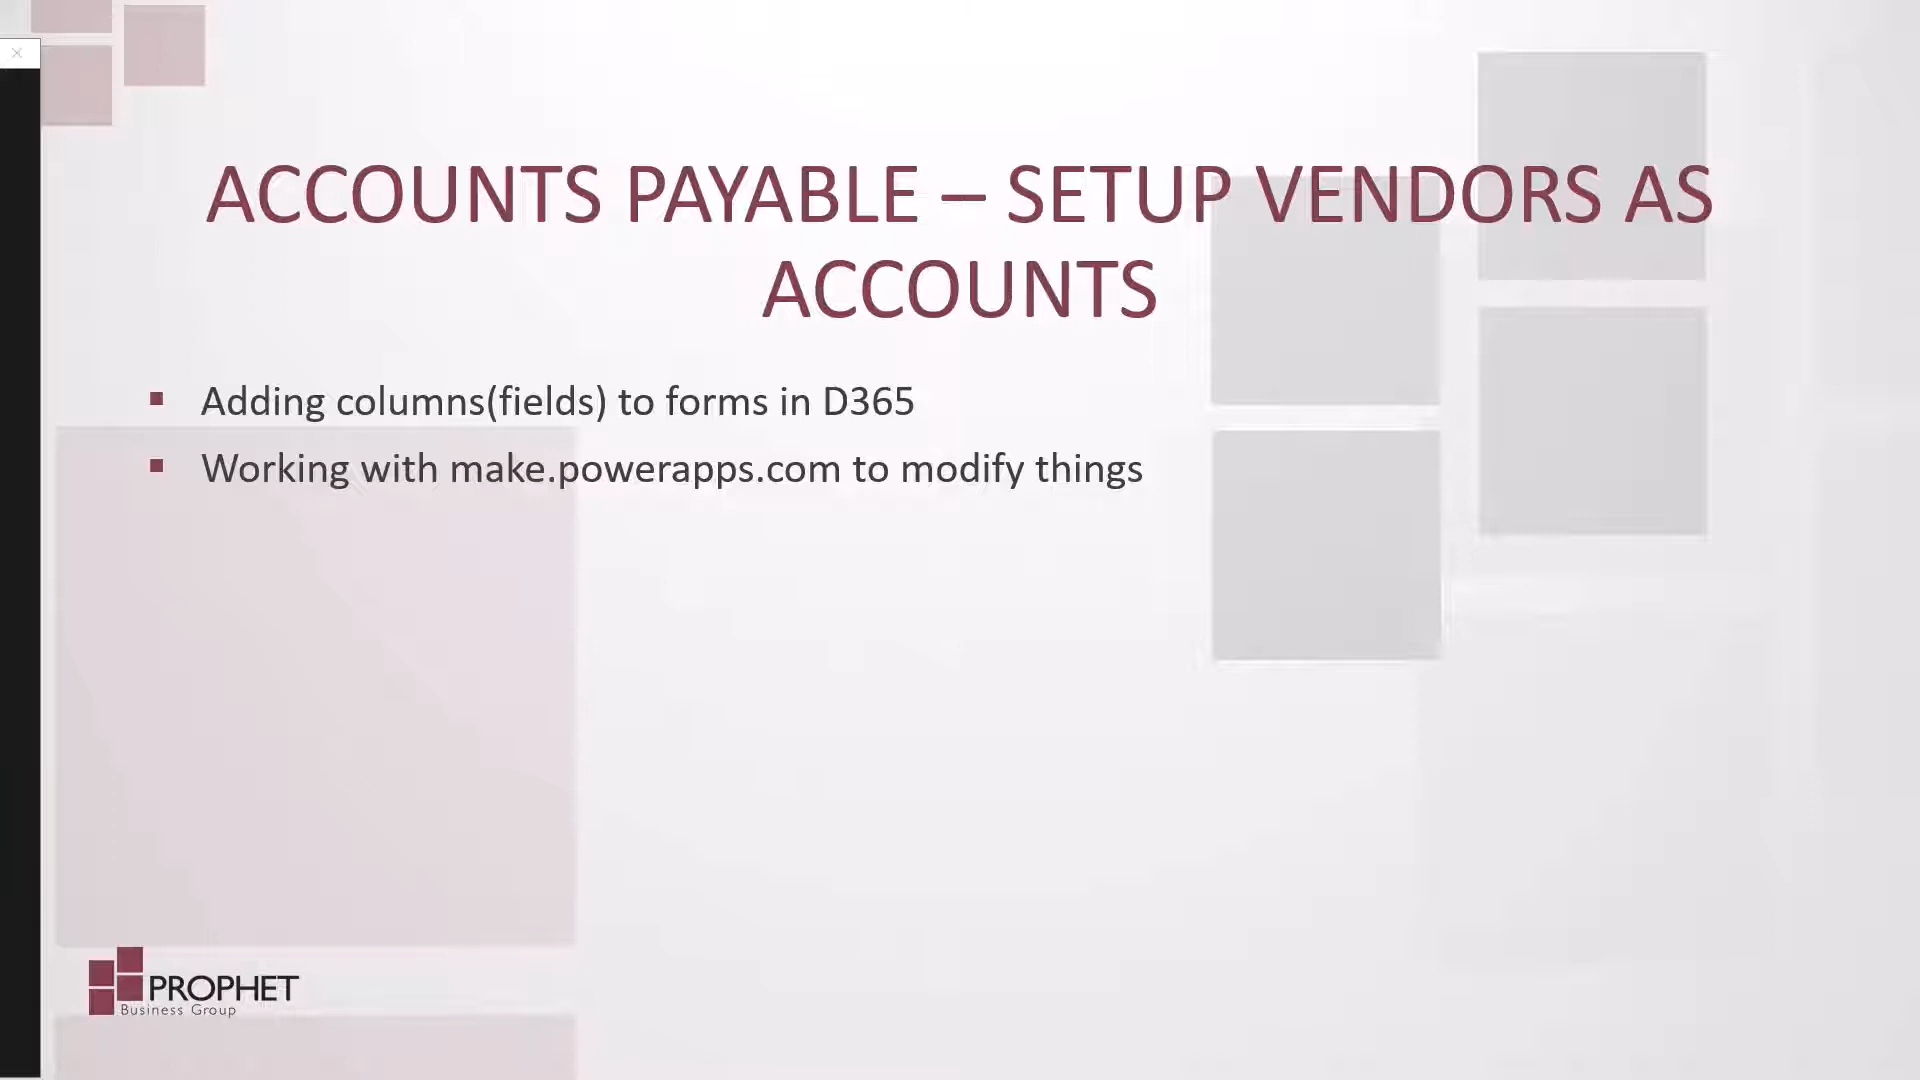 ACCOUNTS PAYABLE – SETUP VENDORS AS
ACCOUNTS
▪ Adding columns(fields) to forms in D365
▪ Working with make.powerapps.com to modify things
PROPHET
Business Group